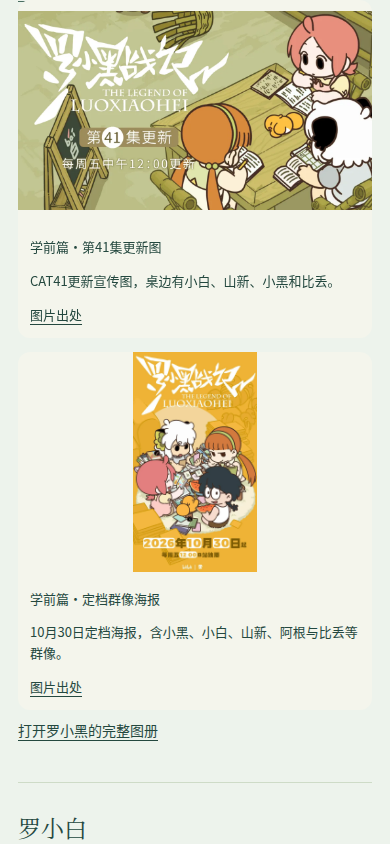 罗小黑战记
THE LEGEND OF
LUOXIAOHEI
第41集更新
每周五中午12:00更新
学前篇・第41集更新图
CAT41更新宣传图，桌边有小白、山新、小黑和比丢。
图片出处
罗小黑战记
THE LEGEND OF
LUOXIAOHEI
2026年10月30日
学前篇・定档群像海报
10月30日定档海报，含小黑、小白、山新、阿根与比丢等
群像。
图片出处
打开罗小黑的完整图册
罗小白